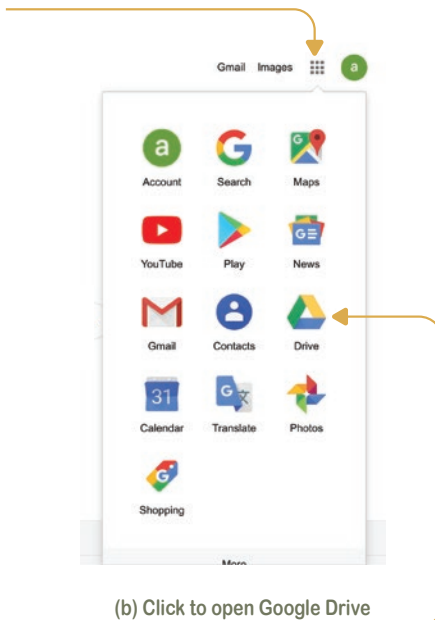 Gmail Images a
a
Account Search Maps
YouTube Play News
Gmail Contacts Drive
31
Calendar Translate Photos
Shopping
More
(b) Click to open Google Drive